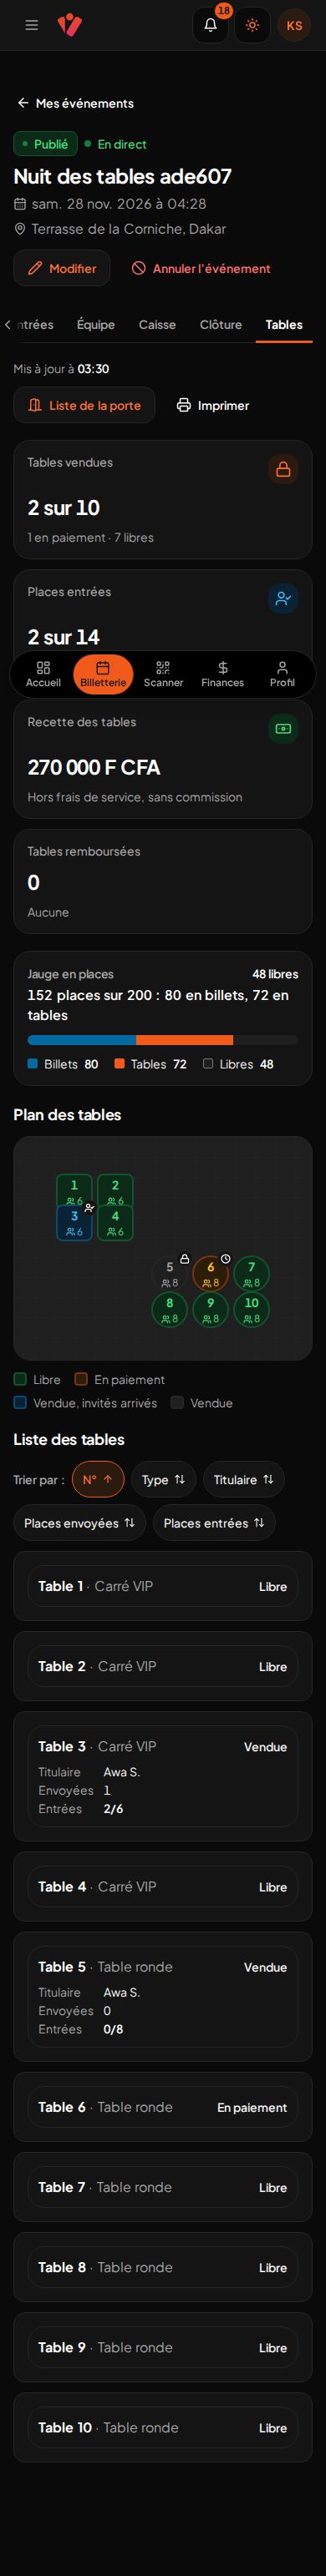 18
KS
Mes événements
Publié En direct
Nuit des tables ade607
sam. 28 nov. 2026 à 04:28
Terrasse de la Corniche, Dakar
Modifier Annuler l'événement
ntrées Équipe Caisse Clôture Tables
Mis à jour à 03:30
Liste de la porte Imprimer
Tables vendues
2 sur 10
1 en paiement · 7 libres
Places entrées
2 sur 14
Accueil Billetterie Scanner Finances Profil
Recette des tables
270 000 F CFA
Hors frais de service, sans commission
Tables remboursées
0
Aucune
Jauge en places 48 libres
152 places sur 200 : 80 en billets, 72 en
tables
Billets 80 Tables 72 Libres 48
Plan des tables
1 2
6 6
3 4
6 6
5 6 7
8 8 8
8 9 10
8 8 8
Libre En paiement
Vendue, invités arrivés Vendue
Liste des tables
Trier par : N° Type Titulaire
Places envoyées Places entrées
Table 1 · Carré VIP Libre
Table 2 · Carré VIP Libre
Table 3 · Carré VIP Vendue
Titulaire Awa S.
Envoyées 1
Entrées 2/6
Table 4 · Carré VIP Libre
Table 5 · Table ronde Vendue
Titulaire Awa S.
Envoyées 0
Entrées 0/8
Table 6 · Table ronde En paiement
Table 7 · Table ronde Libre
Table 8 · Table ronde Libre
Table 9 · Table ronde Libre
Table 10 · Table ronde Libre